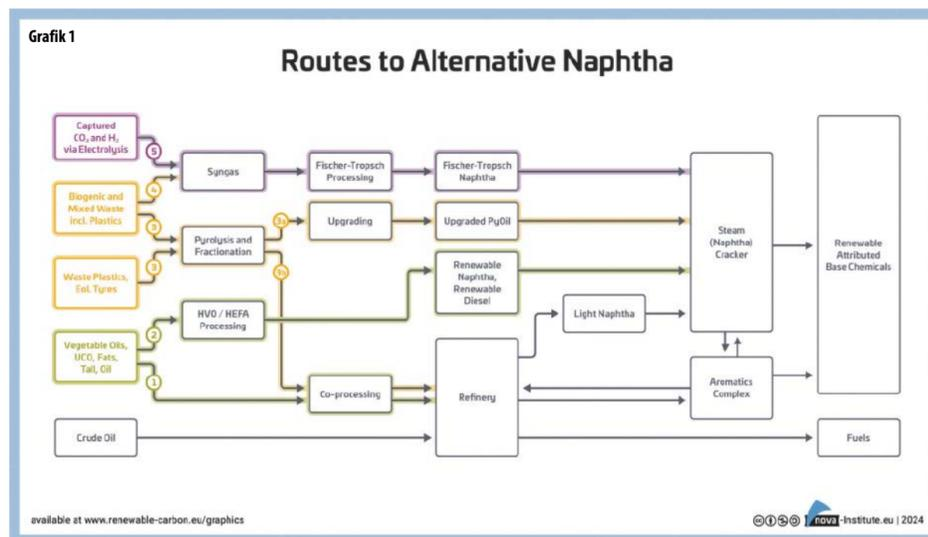 Grafik 1
Routes to Alternative Naphtha
Captured
CO₂ and H₂
via Electrolysis
5
Syngas
Fischer-Tropsch
Processing
Fischer-Tropsch
Naphtha
4
Biogenic and
Mixed Waste
incl. Plastics
3
Pyrolysis and
Fractionation
3a
Upgrading
Upgraded PyOil
Steam
(Naphtha)
Cracker
Renewable
Attributed
Base Chemicals
3
Waste Plastics,
EoL Tyres
3b
Renewable
Naphtha,
Renewable
Diesel
HVO / HEFA
Processing
Light Naphtha
2
Vegetable Oils,
UCO, Fats,
Tall, Oil
1
Co-processing
Refinery
Aromatics
Complex
Crude Oil
Fuels
available at www.renewable-carbon.eu/graphics
nova-Institute.eu | 2024